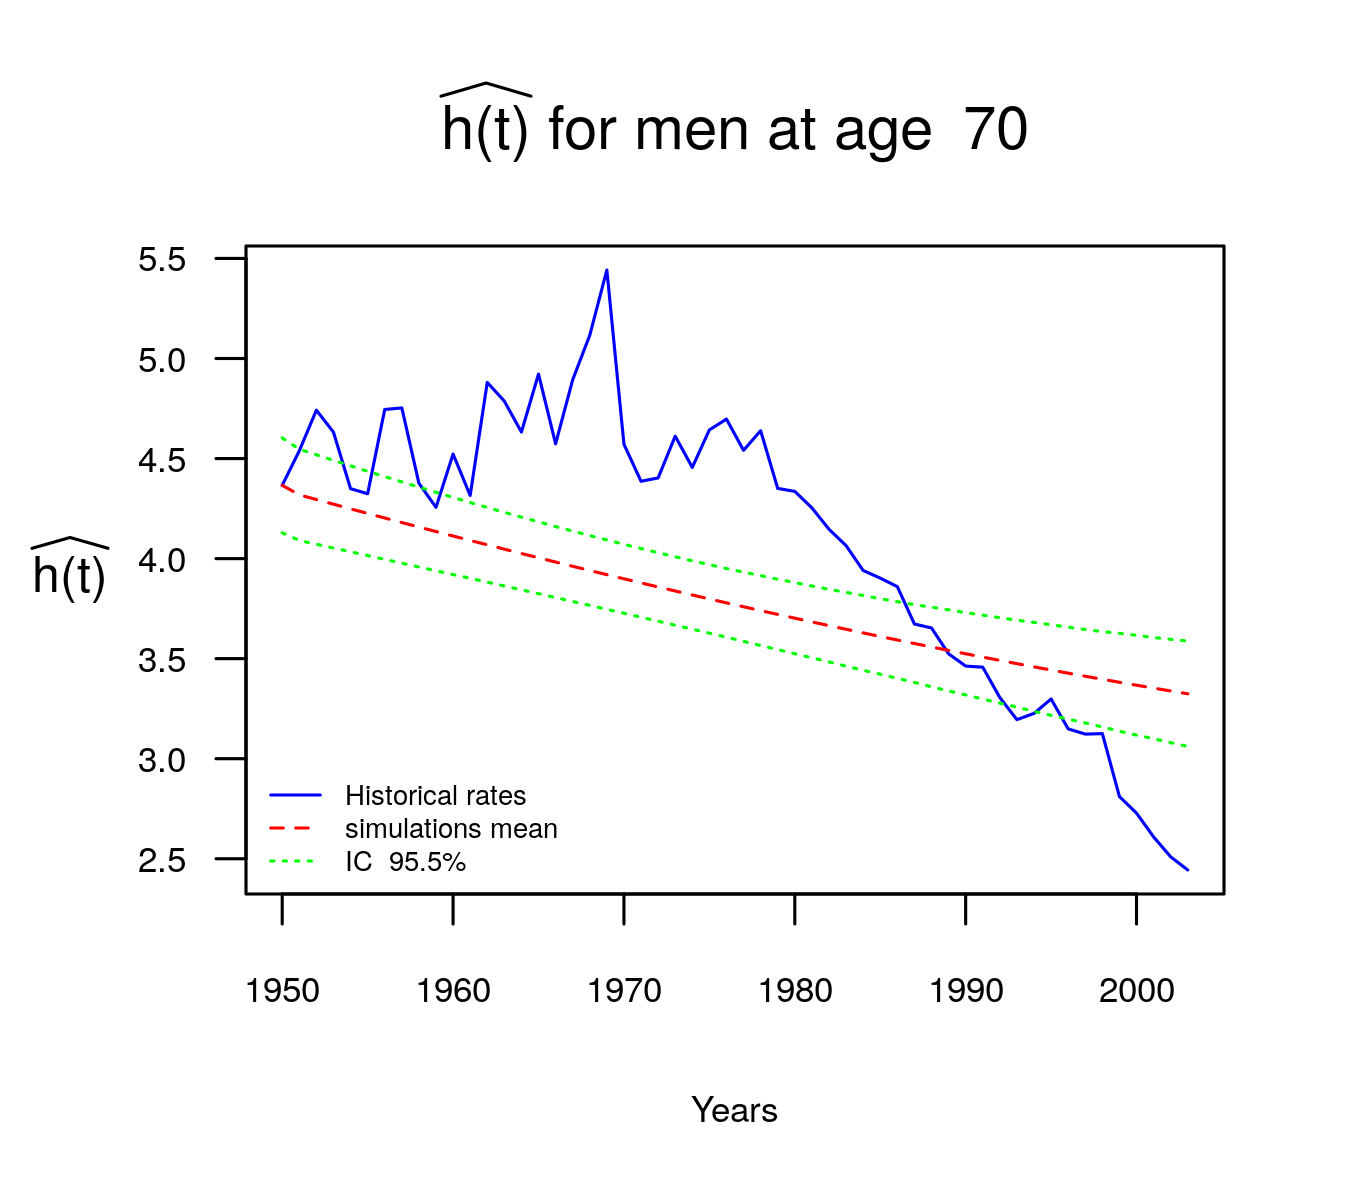 h(t) for men at age 70
h(t)
5.5
5.0
4.5
4.0
3.5
3.0
2.5
Historical rates
simulations mean
IC 95.5%
1950 1960 1970 1980 1990 2000
Years